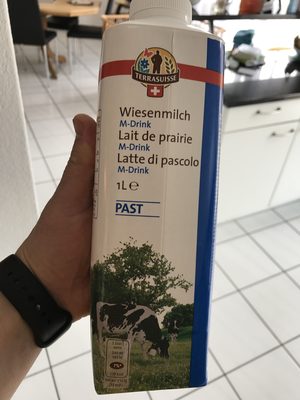 TERRASUISSE
Wiesenmilch
M-Drink
Lait de prairie
M-Drink
Latte di pascolo
M-Drink
1L e
PAST